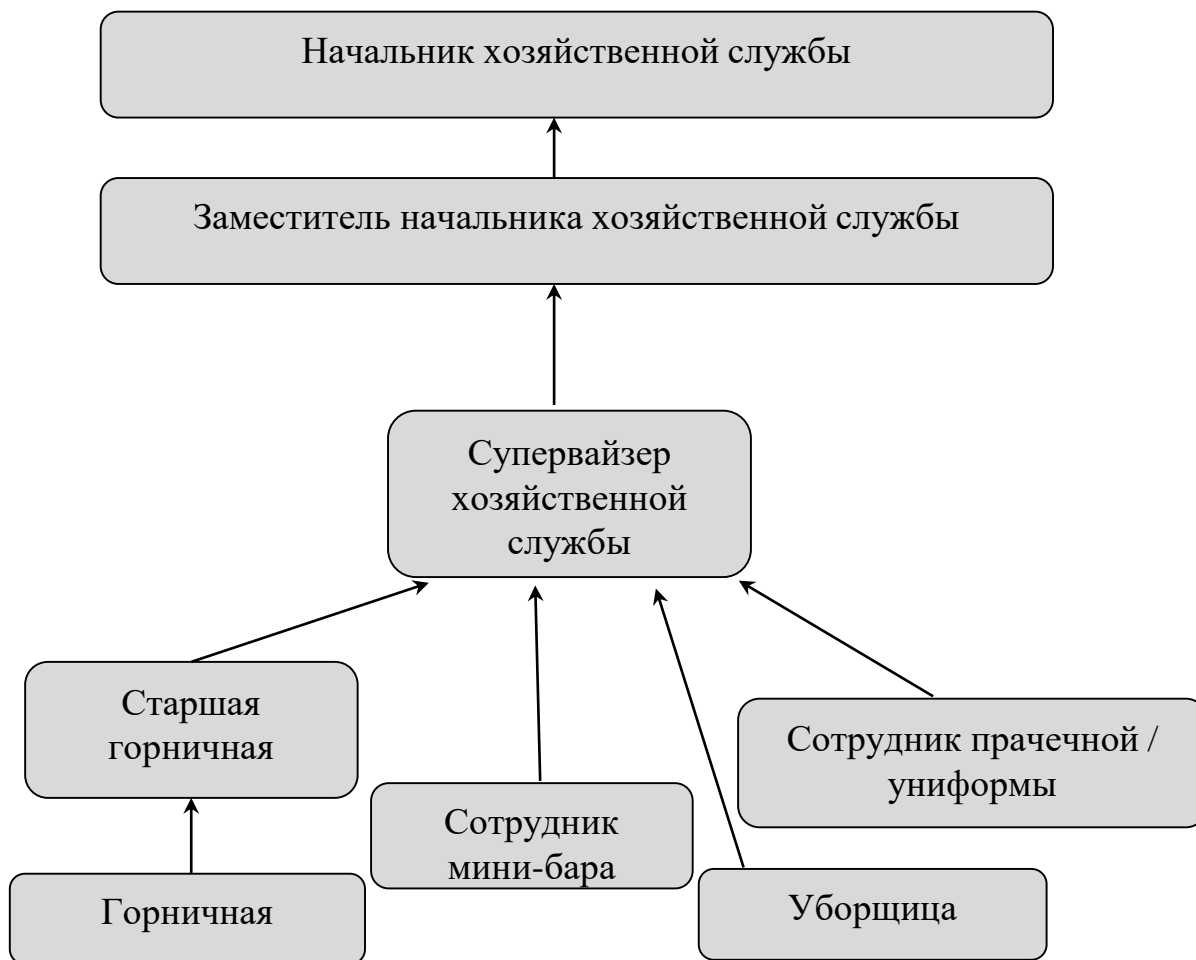 Начальник хозяйственной службы
Заместитель начальника хозяйственной службы
Супервайзер
хозяйственной
службы
Старшая
горничная
Сотрудник прачечной /
униформы
Сотрудник
мини-бара
Горничная
Уборщица